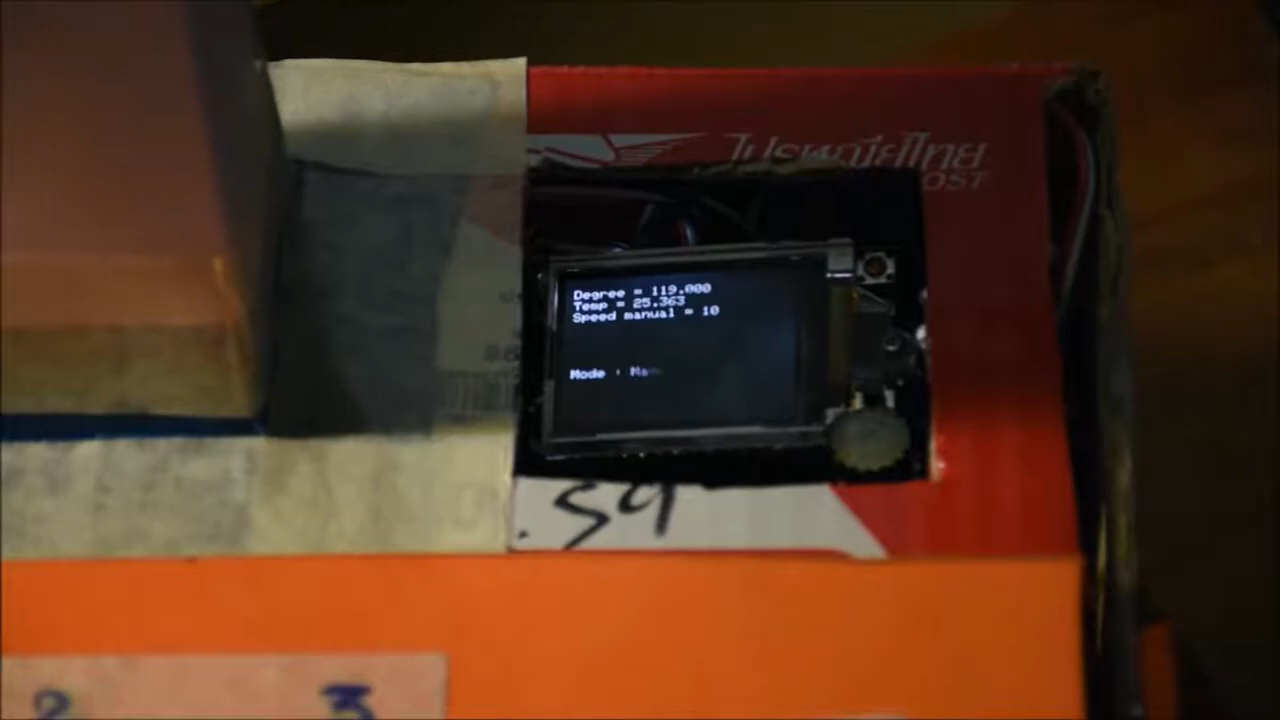 ไปรษณีย์ไทย
OST
Degree = 119.000
Temp = 25.363
Speed manual = 10
Mode :
.59
2 3